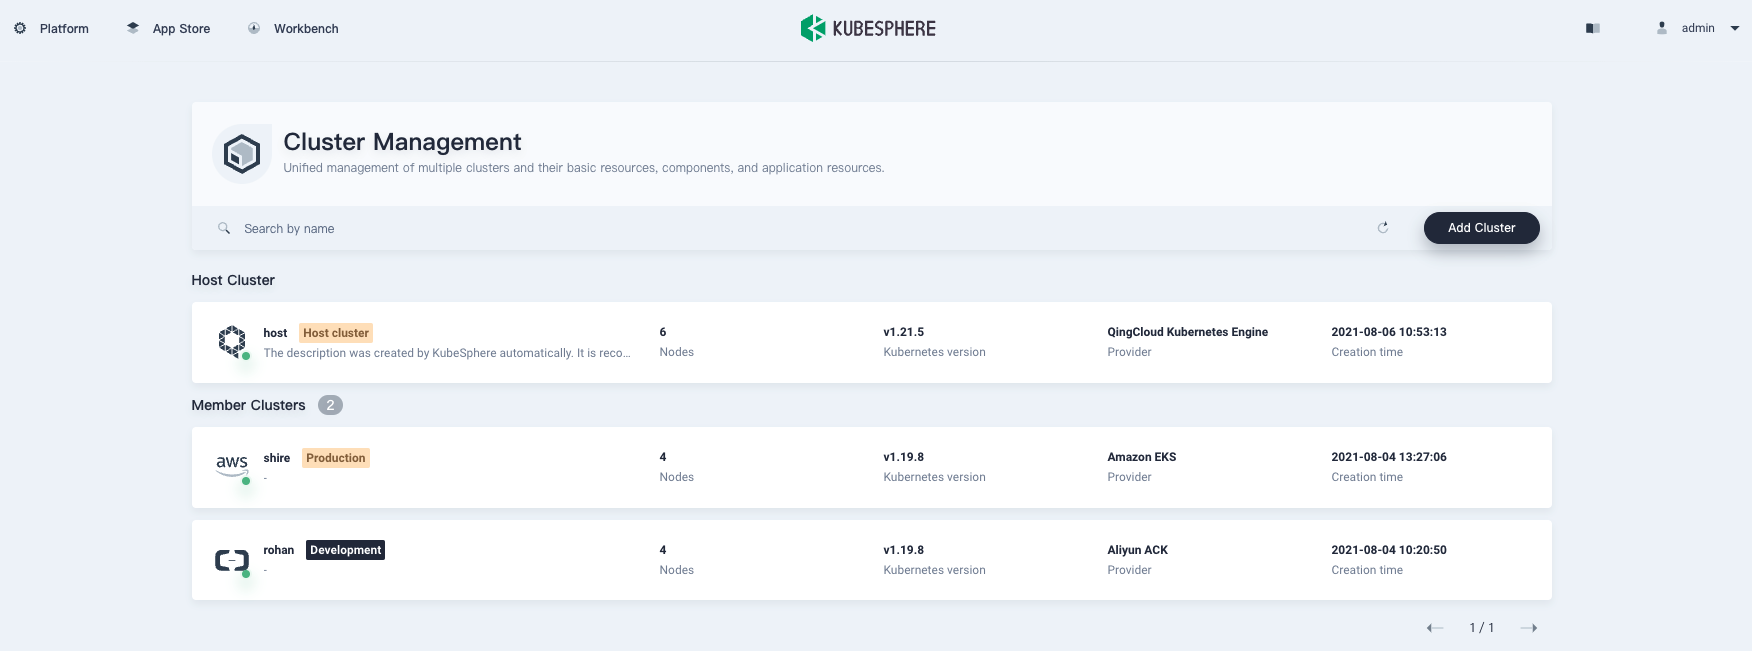 Platform App Store Workbench KUBESPHERE admin
Cluster Management
Unified management of multiple clusters and their basic resources, components, and application resources.
Search by name Add Cluster
Host Cluster
host Host cluster 6 v1.21.5 QingCloud Kubernetes Engine 2021-08-06 10:53:13
The description was created by KubeSphere automatically. It is reco... Nodes Kubernetes version Provider Creation time
Member Clusters 2
aws shire Production 4 v1.19.8 Amazon EKS 2021-08-04 13:27:06
- Nodes Kubernetes version Provider Creation time
rohan Development 4 v1.19.8 Aliyun ACK 2021-08-04 10:20:50
- Nodes Kubernetes version Provider Creation time
1 / 1